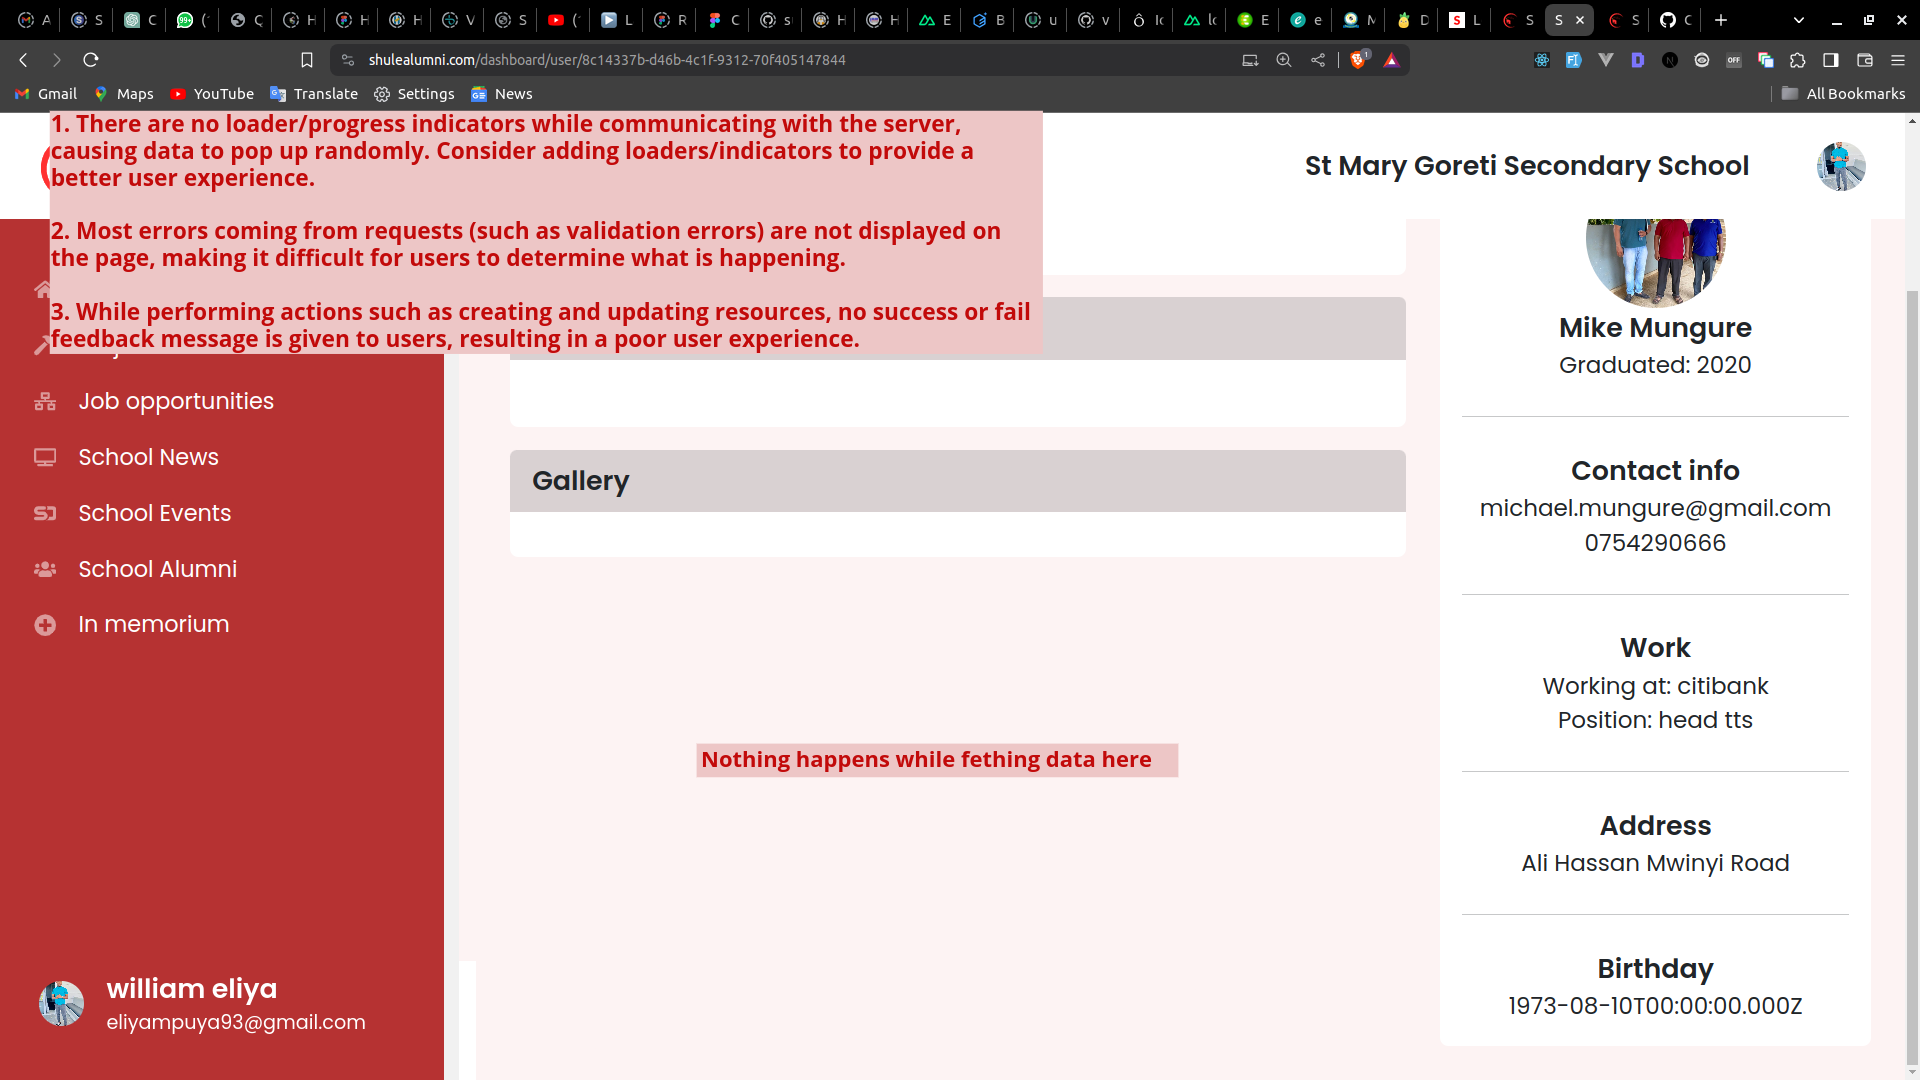 A
S
C
(
Q
H
H
H
V
S
(
L
R
C
s
H
H
E
B
u
v
Ic
lo
E
e
M
D
L
S
S
S
C
shulealumni.com/dashboard/user/8c14337b-d46b-4c1f-9312-70f405147844
1
OFF
Gmail
Maps
YouTube
Translate
Settings
News
All Bookmarks
1. There are no loader/progress indicators while communicating with the server,
causing data to pop up randomly. Consider adding loaders/indicators to provide a
better user experience.
2. Most errors coming from requests (such as validation errors) are not displayed on
the page, making it difficult for users to determine what is happening.
3. While performing actions such as creating and updating resources, no success or fail
feedback message is given to users, resulting in a poor user experience.
St Mary Goreti Secondary School
Job opportunities
School News
School Events
School Alumni
In memorium
william eliya
eliyampuya93@gmail.com
Gallery
Nothing happens while fething data here
Mike Mungure
Graduated: 2020
Contact info
michael.mungure@gmail.com
0754290666
Work
Working at: citibank
Position: head tts
Address
Ali Hassan Mwinyi Road
Birthday
1973-08-10T00:00:00.000Z